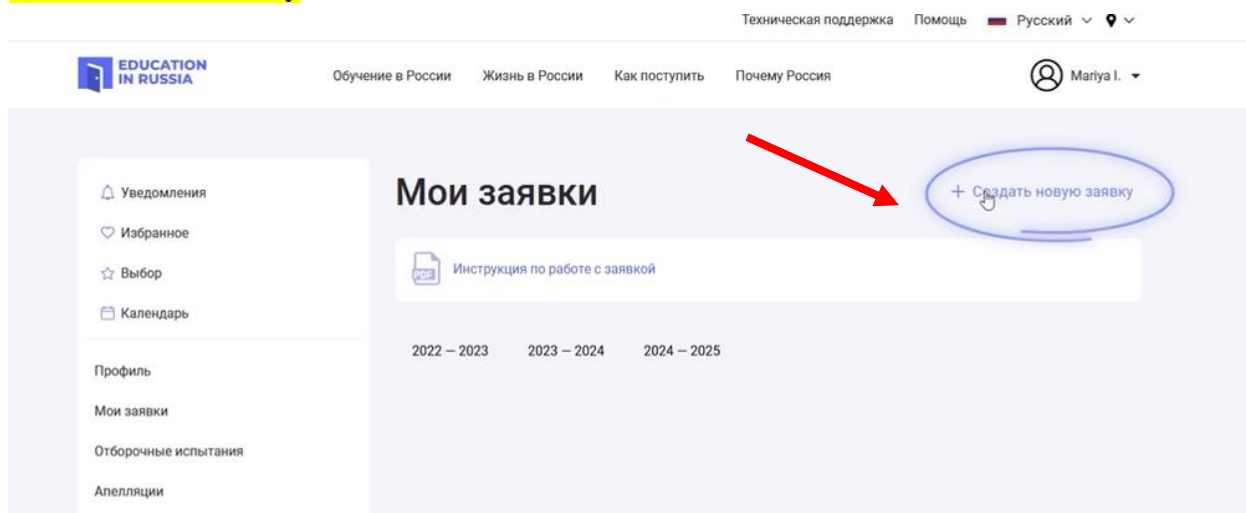 Техническая поддержка Помощь Русский
EDUCATION
IN RUSSIA
Обучение в России Жизнь в России Как поступить Почему Россия Mariya I.
Уведомления
Избранное
Выбор
Календарь
Профиль
Мои заявки
Отборочные испытания
Апелляции
Мои заявки
+ Создать новую заявку
PDF
Инструкция по работе с заявкой
2022 – 2023 2023 – 2024 2024 – 2025